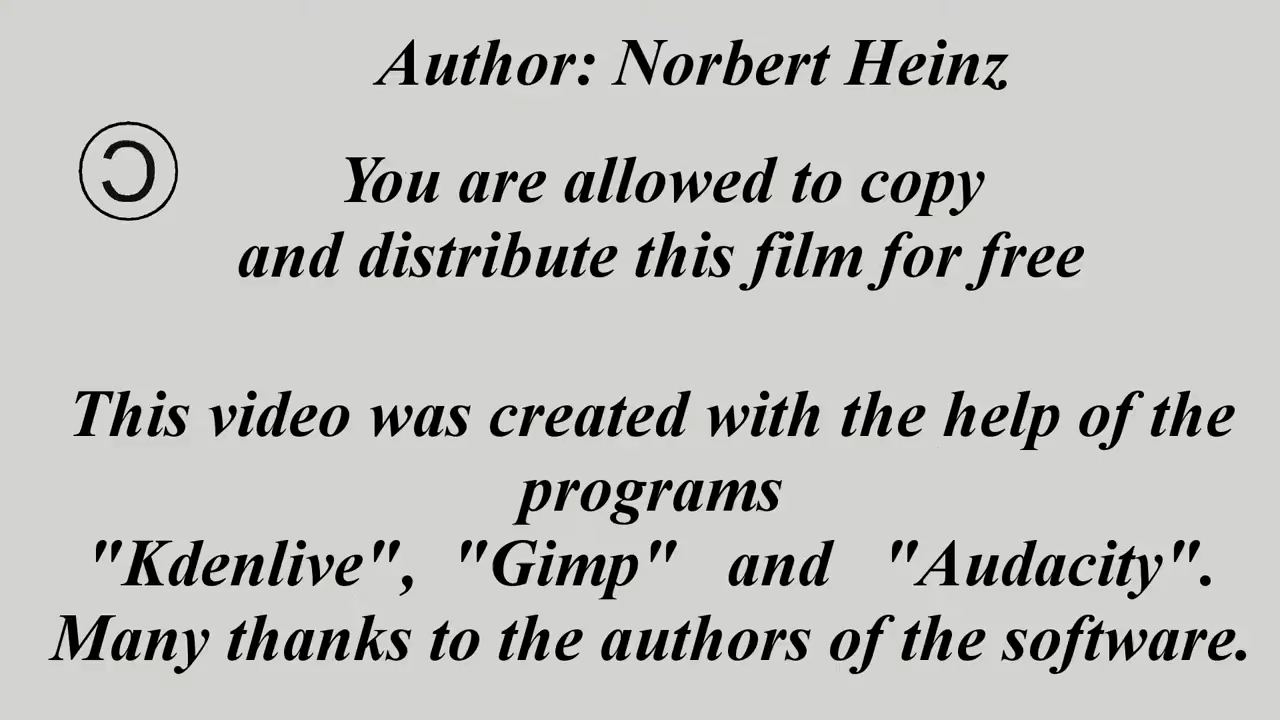 Author: Norbert Heinz
You are allowed to copy
and distribute this film for free
This video was created with the help of the
programs
"Kdenlive", "Gimp" and "Audacity".
Many thanks to the authors of the software.